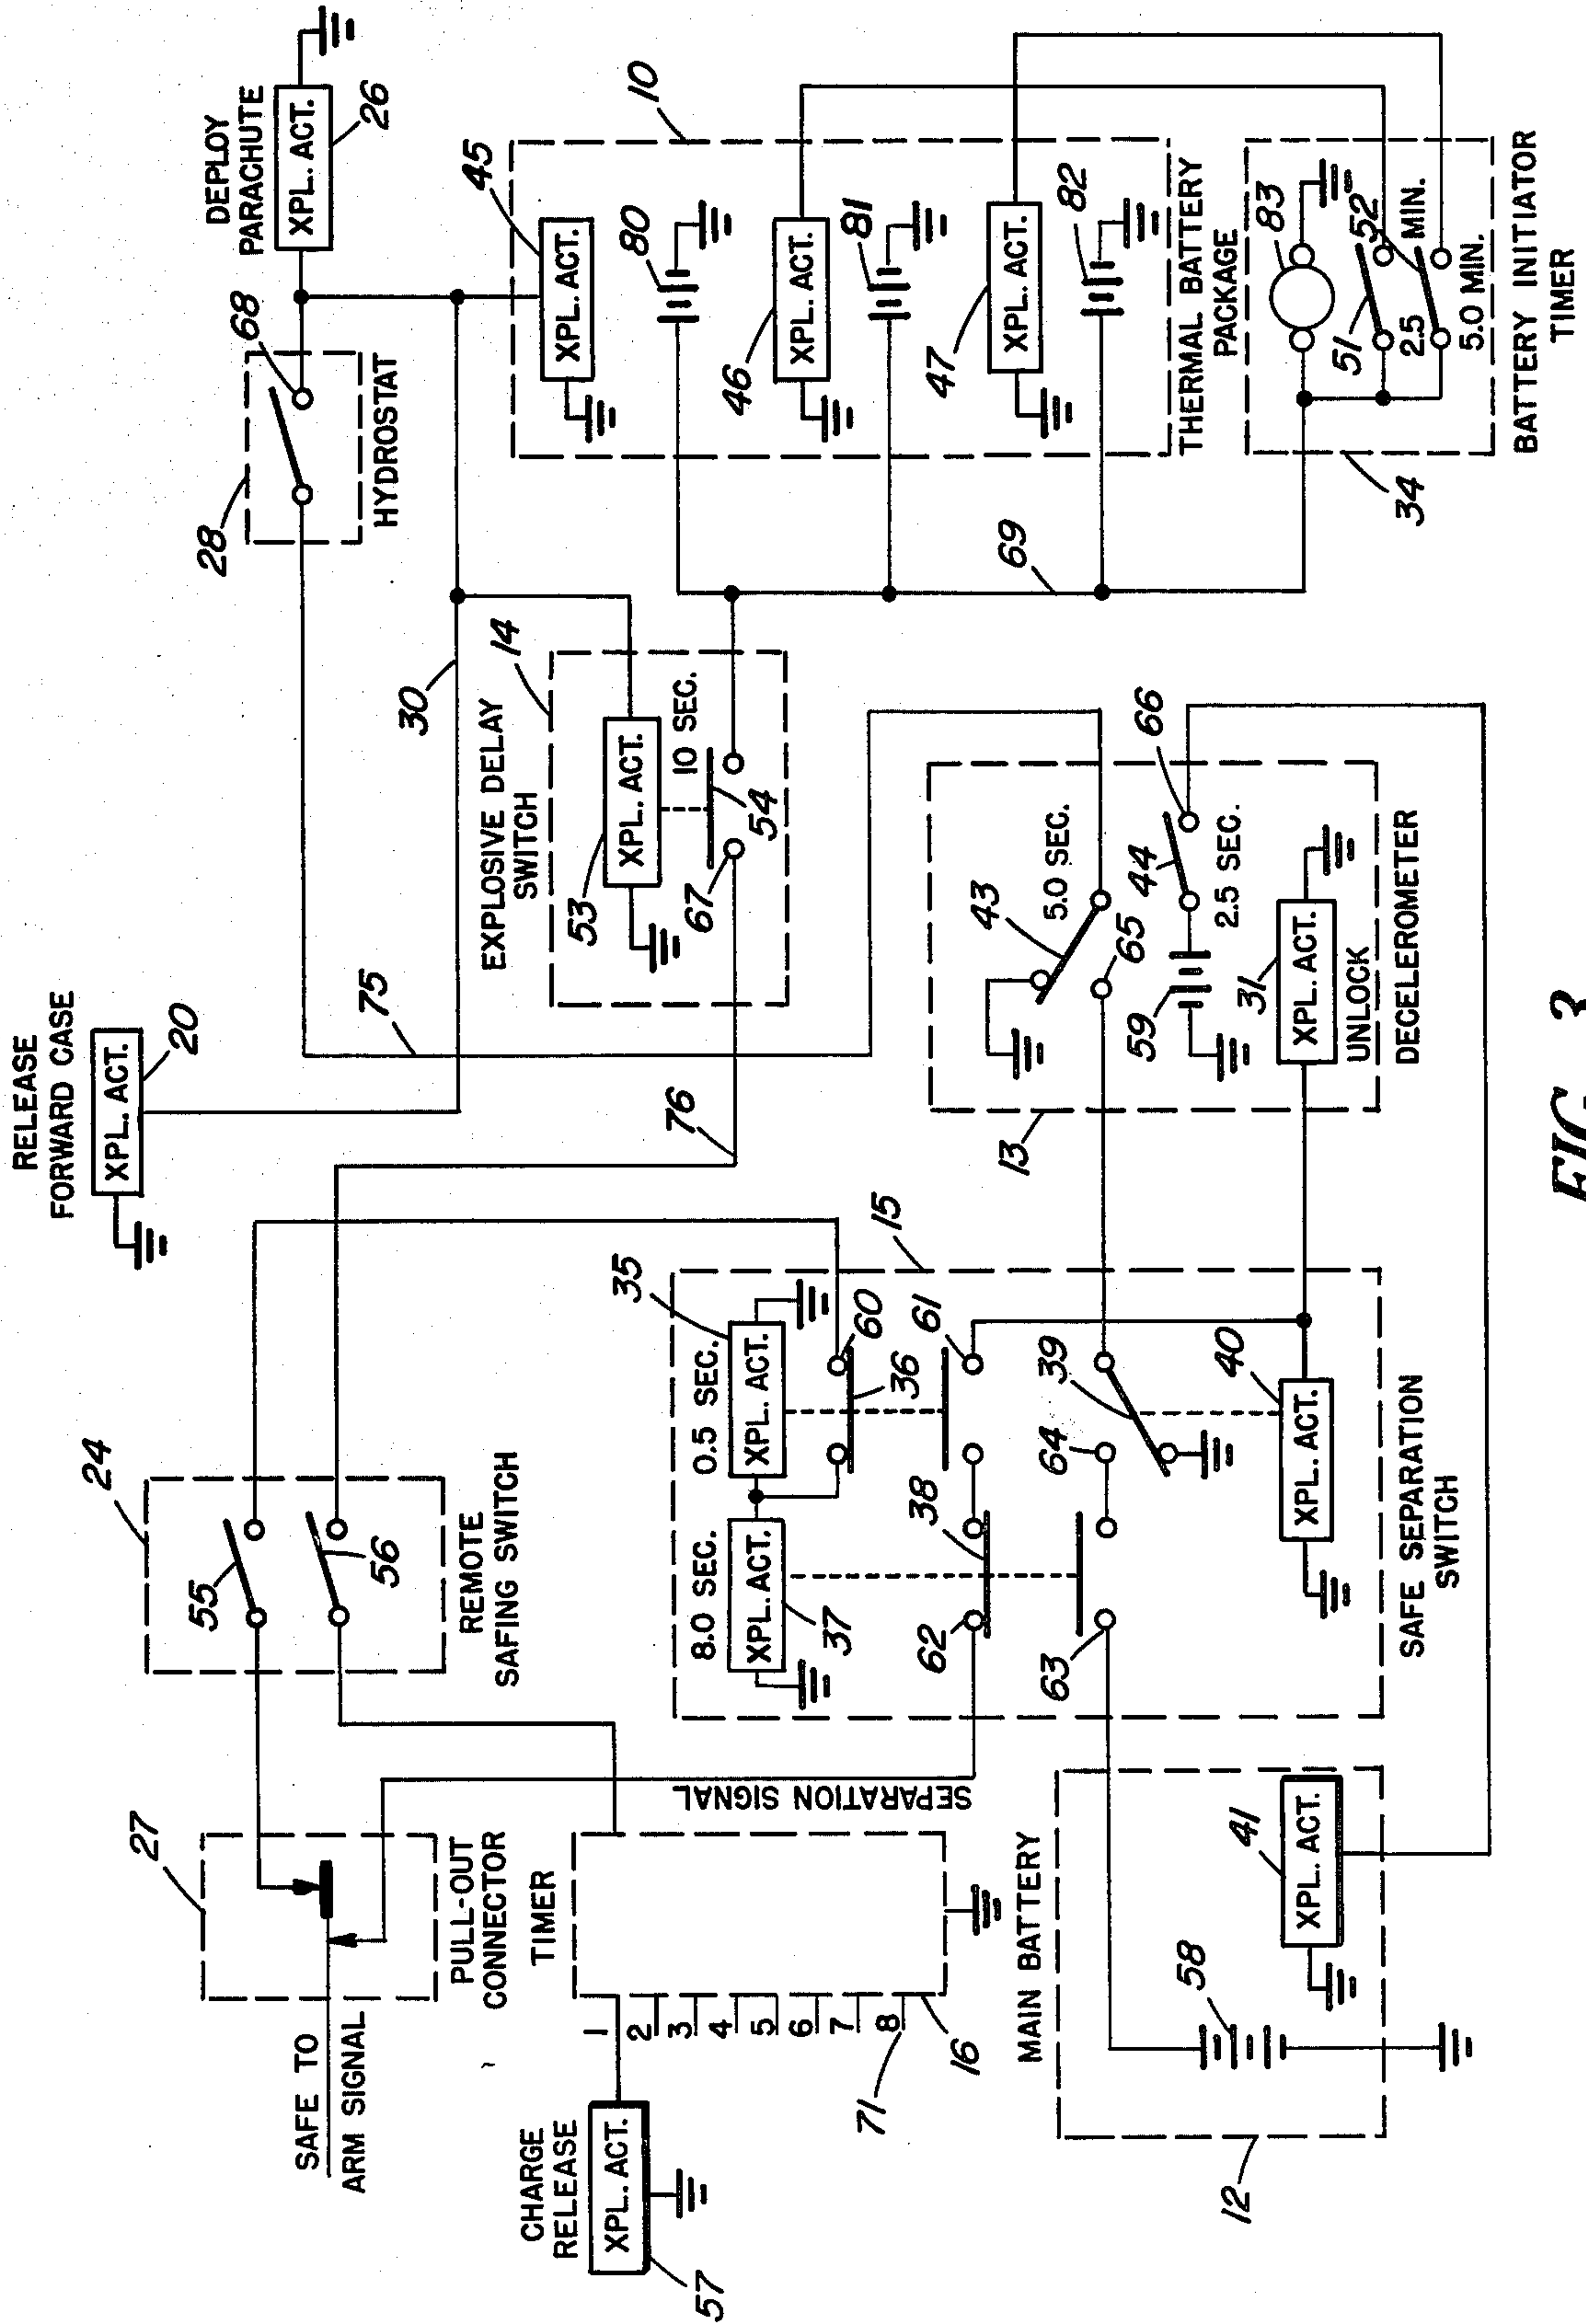 RELEASE
FORWARD CASE
XPL. ACT.
20
DEPLOY
PARACHUTE
XPL. ACT.
26
68
28
HYDROSTAT
30
75
24
55
56
REMOTE
SAFING SWITCH
27
PULL-OUT
CONNECTOR
SAFE TO
ARM SIGNAL
76
EXPLOSIVE DELAY
SWITCH
14
53
XPL. ACT.
10 SEC.
67
54
10
45
XPL. ACT.
80
46
XPL. ACT.
81
47
XPL. ACT.
82
THERMAL BATTERY
PACKAGE
69
CHARGE
RELEASE
XPL. ACT.
57
TIMER
1
2
3
4
5
6
7
8
71
16
SEPARATION SIGNAL
15
8.0 SEC.
XPL. ACT.
37
0.5 SEC.
XPL. ACT.
35
60
36
61
62
38
63
64
39
40
XPL. ACT.
SAFE SEPARATION
SWITCH
13
43
5.0 SEC.
65
44
66
59
2.5 SEC.
31
XPL. ACT.
UNLOCK
DECELEROMETER
MAIN BATTERY
58
41
XPL. ACT.
12
34
83
51
52
2.5 MIN.
5.0 MIN.
BATTERY INITIATOR
TIMER
FIG. 3